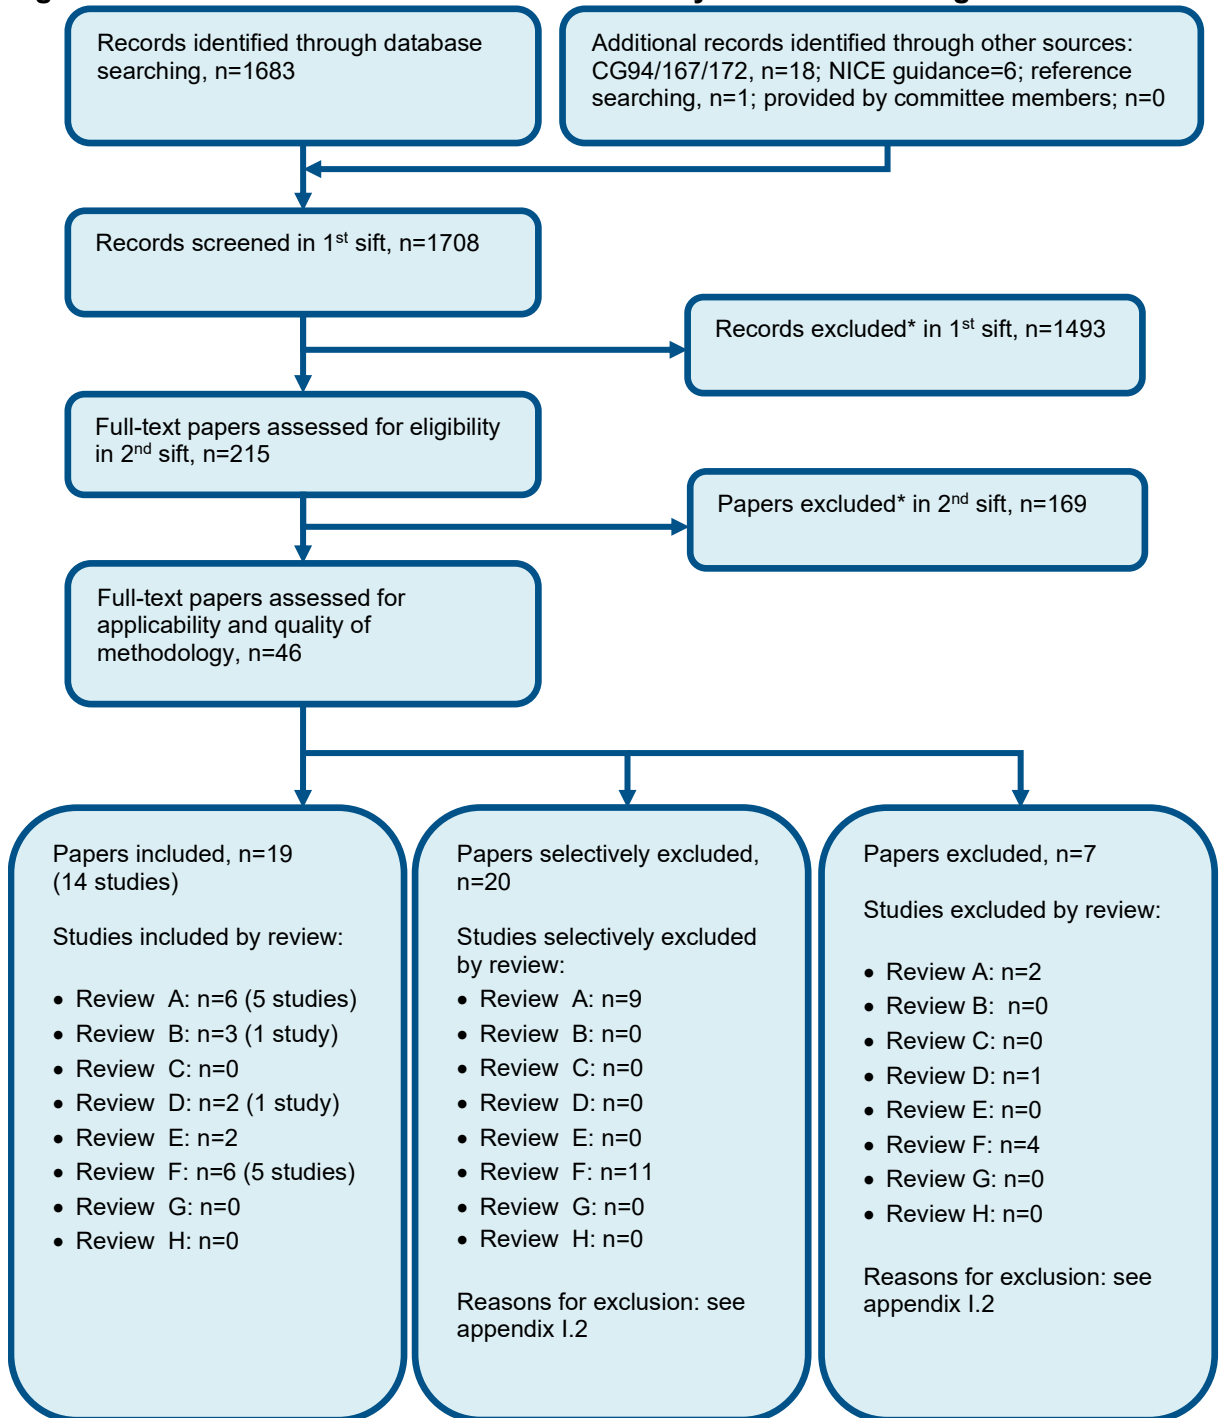 Records identified through database
searching, n=1683
Additional records identified through other sources:
CG94/167/172, n=18; NICE guidance=6; reference
searching, n=1; provided by committee members; n=0
Records screened in 1st sift, n=1708
Records excluded* in 1st sift, n=1493
Full-text papers assessed for eligibility
in 2nd sift, n=215
Papers excluded* in 2nd sift, n=169
Full-text papers assessed for
applicability and quality of
methodology, n=46
Papers included, n=19
(14 studies)
Studies included by review:
• Review A: n=6 (5 studies)
• Review B: n=3 (1 study)
• Review C: n=0
• Review D: n=2 (1 study)
• Review E: n=2
• Review F: n=6 (5 studies)
• Review G: n=0
• Review H: n=0
Papers selectively excluded,
n=20
Studies selectively excluded
by review:
• Review A: n=9
• Review B: n=0
• Review C: n=0
• Review D: n=0
• Review E: n=0
• Review F: n=11
• Review G: n=0
• Review H: n=0
Reasons for exclusion: see
appendix I.2
Papers excluded, n=7
Studies excluded by review:
• Review A: n=2
• Review B: n=0
• Review C: n=0
• Review D: n=1
• Review E: n=0
• Review F: n=4
• Review G: n=0
• Review H: n=0
Reasons for exclusion: see
appendix I.2